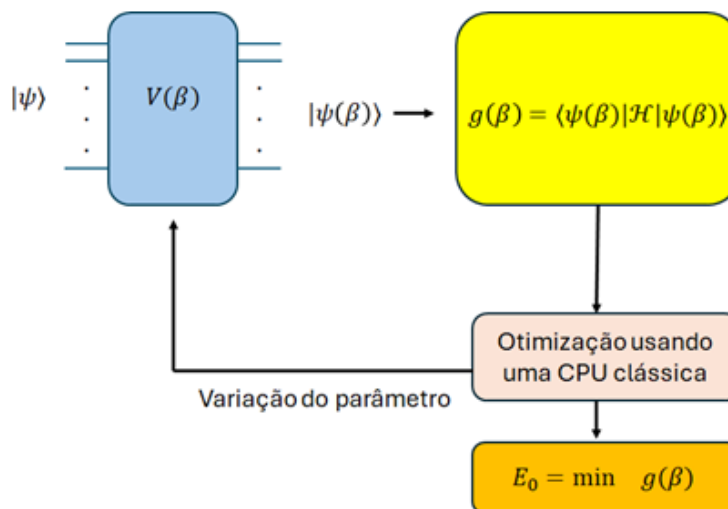 |ψ⟩
V(β)
|ψ(β)⟩
g(β) = ⟨ψ(β)|ℋ|ψ(β)⟩
Otimização usando
uma CPU clássica
Variação do parâmetro
E₀ = min g(β)